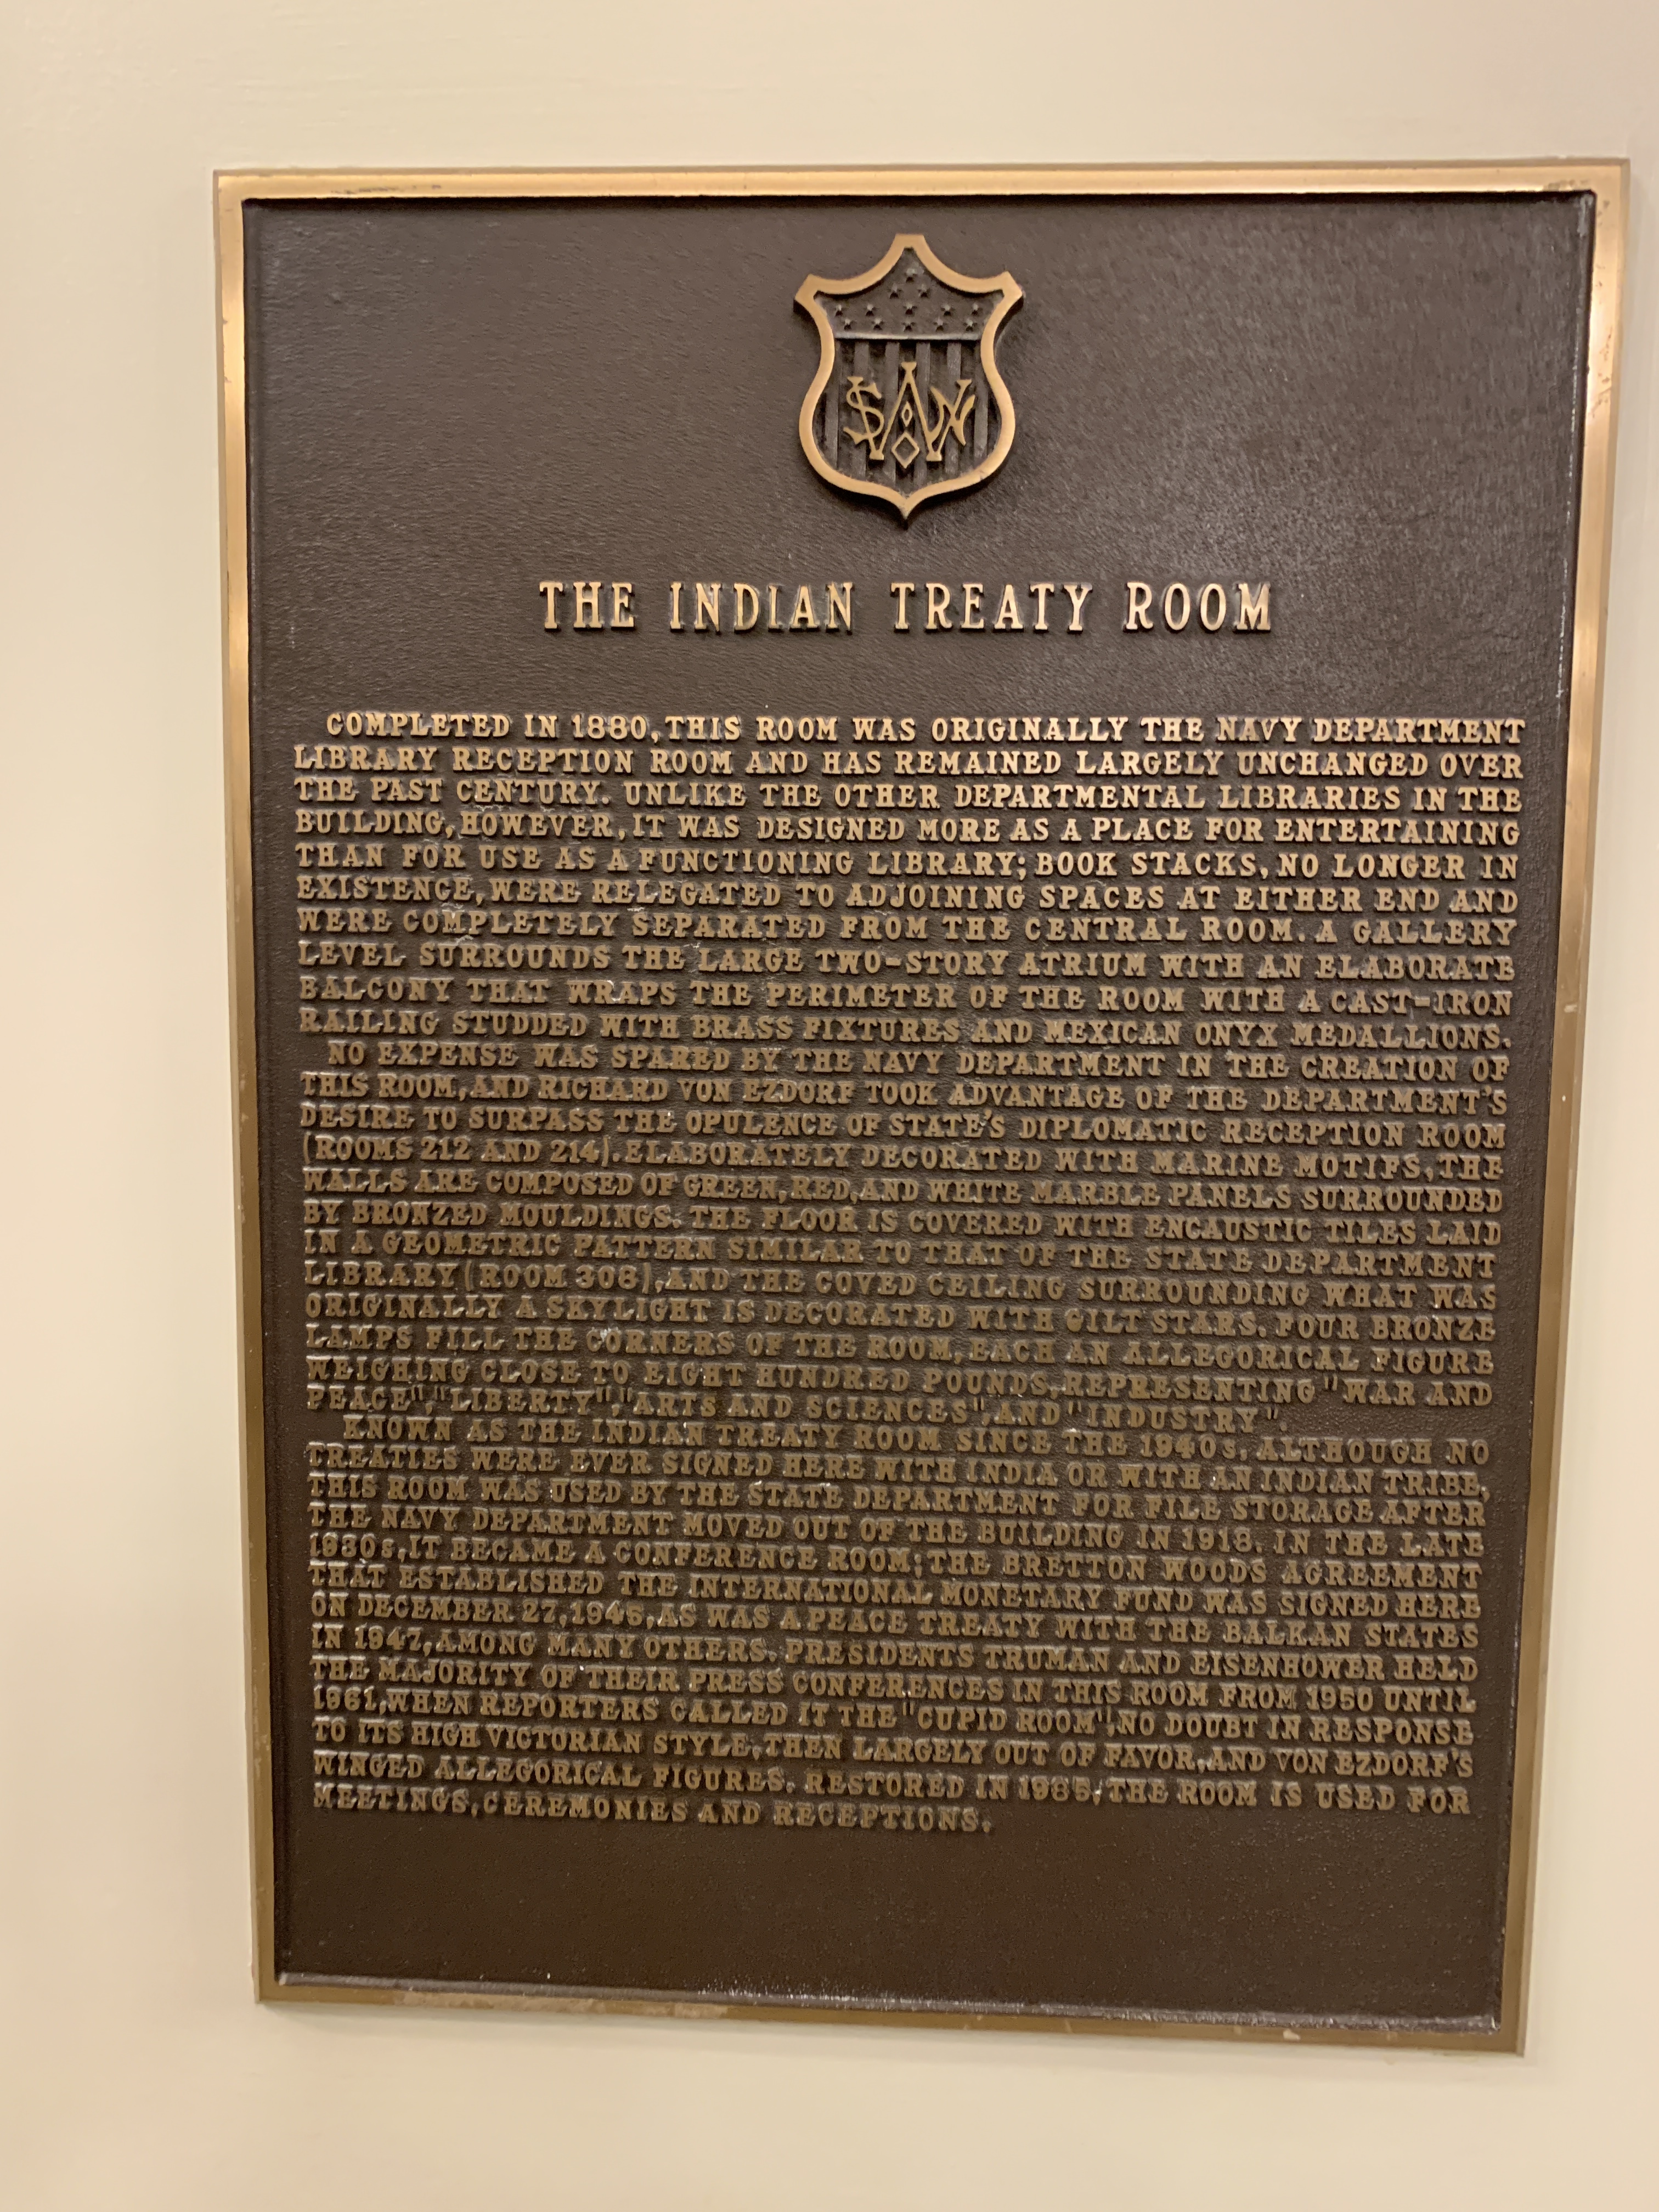 SAN
THE INDIAN TREATY ROOM
COMPLETED IN 1880, THIS ROOM WAS ORIGINALLY THE NAVY DEPARTMENT
LIBRARY RECEPTION ROOM AND HAS REMAINED LARGELY UNCHANGED OVER
THE PAST CENTURY. UNLIKE THE OTHER DEPARTMENTAL LIBRARIES IN THE
BUILDING, HOWEVER, IT WAS DESIGNED MORE AS A PLACE FOR ENTERTAINING
THAN FOR USE AS A FUNCTIONING LIBRARY; BOOK STACKS, NO LONGER IN
EXISTENCE, WERE RELEGATED TO ADJOINING SPACES AT EITHER END AND
WERE COMPLETELY SEPARATED FROM THE CENTRAL ROOM. A GALLERY
LEVEL SURROUNDS THE LARGE TWO-STORY ATRIUM WITH AN ELABORATE
BALCONY THAT WRAPS THE PERIMETER OF THE ROOM WITH A CAST-IRON
RAILING STUDDED WITH BRASS FIXTURES AND MEXICAN ONYX MEDALLIONS.
NO EXPENSE WAS SPARED BY THE NAVY DEPARTMENT IN THE CREATION OF
THIS ROOM, AND RICHARD VON EZDORF TOOK ADVANTAGE OF THE DEPARTMENT'S
DESIRE TO SURPASS THE OPULENCE OF STATE'S DIPLOMATIC RECEPTION ROOM
(ROOMS 212 AND 214). ELABORATELY DECORATED WITH MARINE MOTIFS, THE
WALLS ARE COMPOSED OF GREEN, RED, AND WHITE MARBLE PANELS SURROUNDED
BY BRONZED MOULDINGS. THE FLOOR IS COVERED WITH ENCAUSTIC TILES LAID
IN A GEOMETRIC PATTERN SIMILAR TO THAT OF THE STATE DEPARTMENT
LIBRARY (ROOM 308), AND THE COVED CEILING SURROUNDING WHAT WAS
ORIGINALLY A SKYLIGHT IS DECORATED WITH GILT STARS. FOUR BRONZE
LAMPS FILL THE CORNERS OF THE ROOM, EACH AN ALLEGORICAL FIGURE
WEIGHING CLOSE TO EIGHT HUNDRED POUNDS, REPRESENTING "WAR AND
PEACE", "LIBERTY", "ARTS AND SCIENCES", AND "INDUSTRY".
KNOWN AS THE INDIAN TREATY ROOM SINCE THE 1940s, ALTHOUGH NO
TREATIES WERE EVER SIGNED HERE WITH INDIA OR WITH AN INDIAN TRIBE,
THIS ROOM WAS USED BY THE STATE DEPARTMENT FOR FILE STORAGE AFTER
THE NAVY DEPARTMENT MOVED OUT OF THE BUILDING IN 1918. IN THE LATE
1930s, IT BECAME A CONFERENCE ROOM; THE BRETTON WOODS AGREEMENT
THAT ESTABLISHED THE INTERNATIONAL MONETARY FUND WAS SIGNED HERE
ON DECEMBER 27, 1945, AS WAS A PEACE TREATY WITH THE BALKAN STATES
IN 1947, AMONG MANY OTHERS. PRESIDENTS TRUMAN AND EISENHOWER HELD
THE MAJORITY OF THEIR PRESS CONFERENCES IN THIS ROOM FROM 1950 UNTIL
1961, WHEN REPORTERS CALLED IT THE "CUPID ROOM", NO DOUBT IN RESPONSE
TO ITS HIGH VICTORIAN STYLE, THEN LARGELY OUT OF FAVOR, AND VON EZDORF'S
WINGED ALLEGORICAL FIGURES. RESTORED IN 1985, THE ROOM IS USED FOR
MEETINGS, CEREMONIES AND RECEPTIONS.